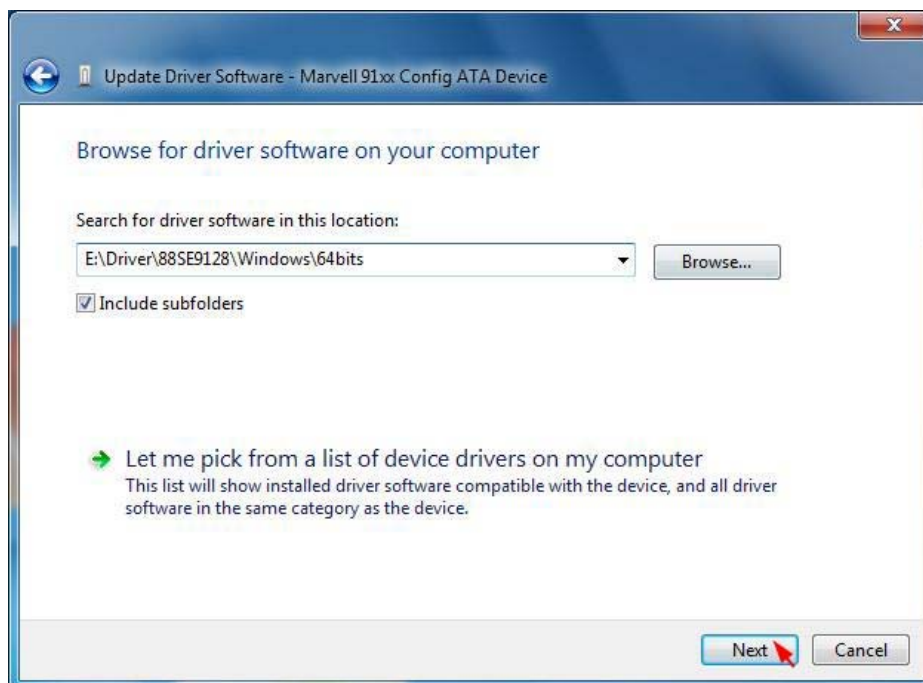 Update Driver Software - Marvell 91xx Config ATA Device
Browse for driver software on your computer
Search for driver software in this location:
E:\Driver\88SE9128\Windows\64bits
Browse...
Include subfolders
Let me pick from a list of device drivers on my computer
This list will show installed driver software compatible with the device, and all driver
software in the same category as the device.
Next
Cancel